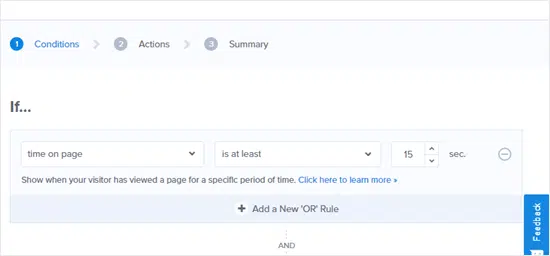 1 Conditions 2 Actions 3 Summary
If...
time on page is at least 15 sec.
Show when your visitor has viewed a page for a specific period of time. Click here to learn more »
+ Add a New 'OR' Rule
Feedback
AND